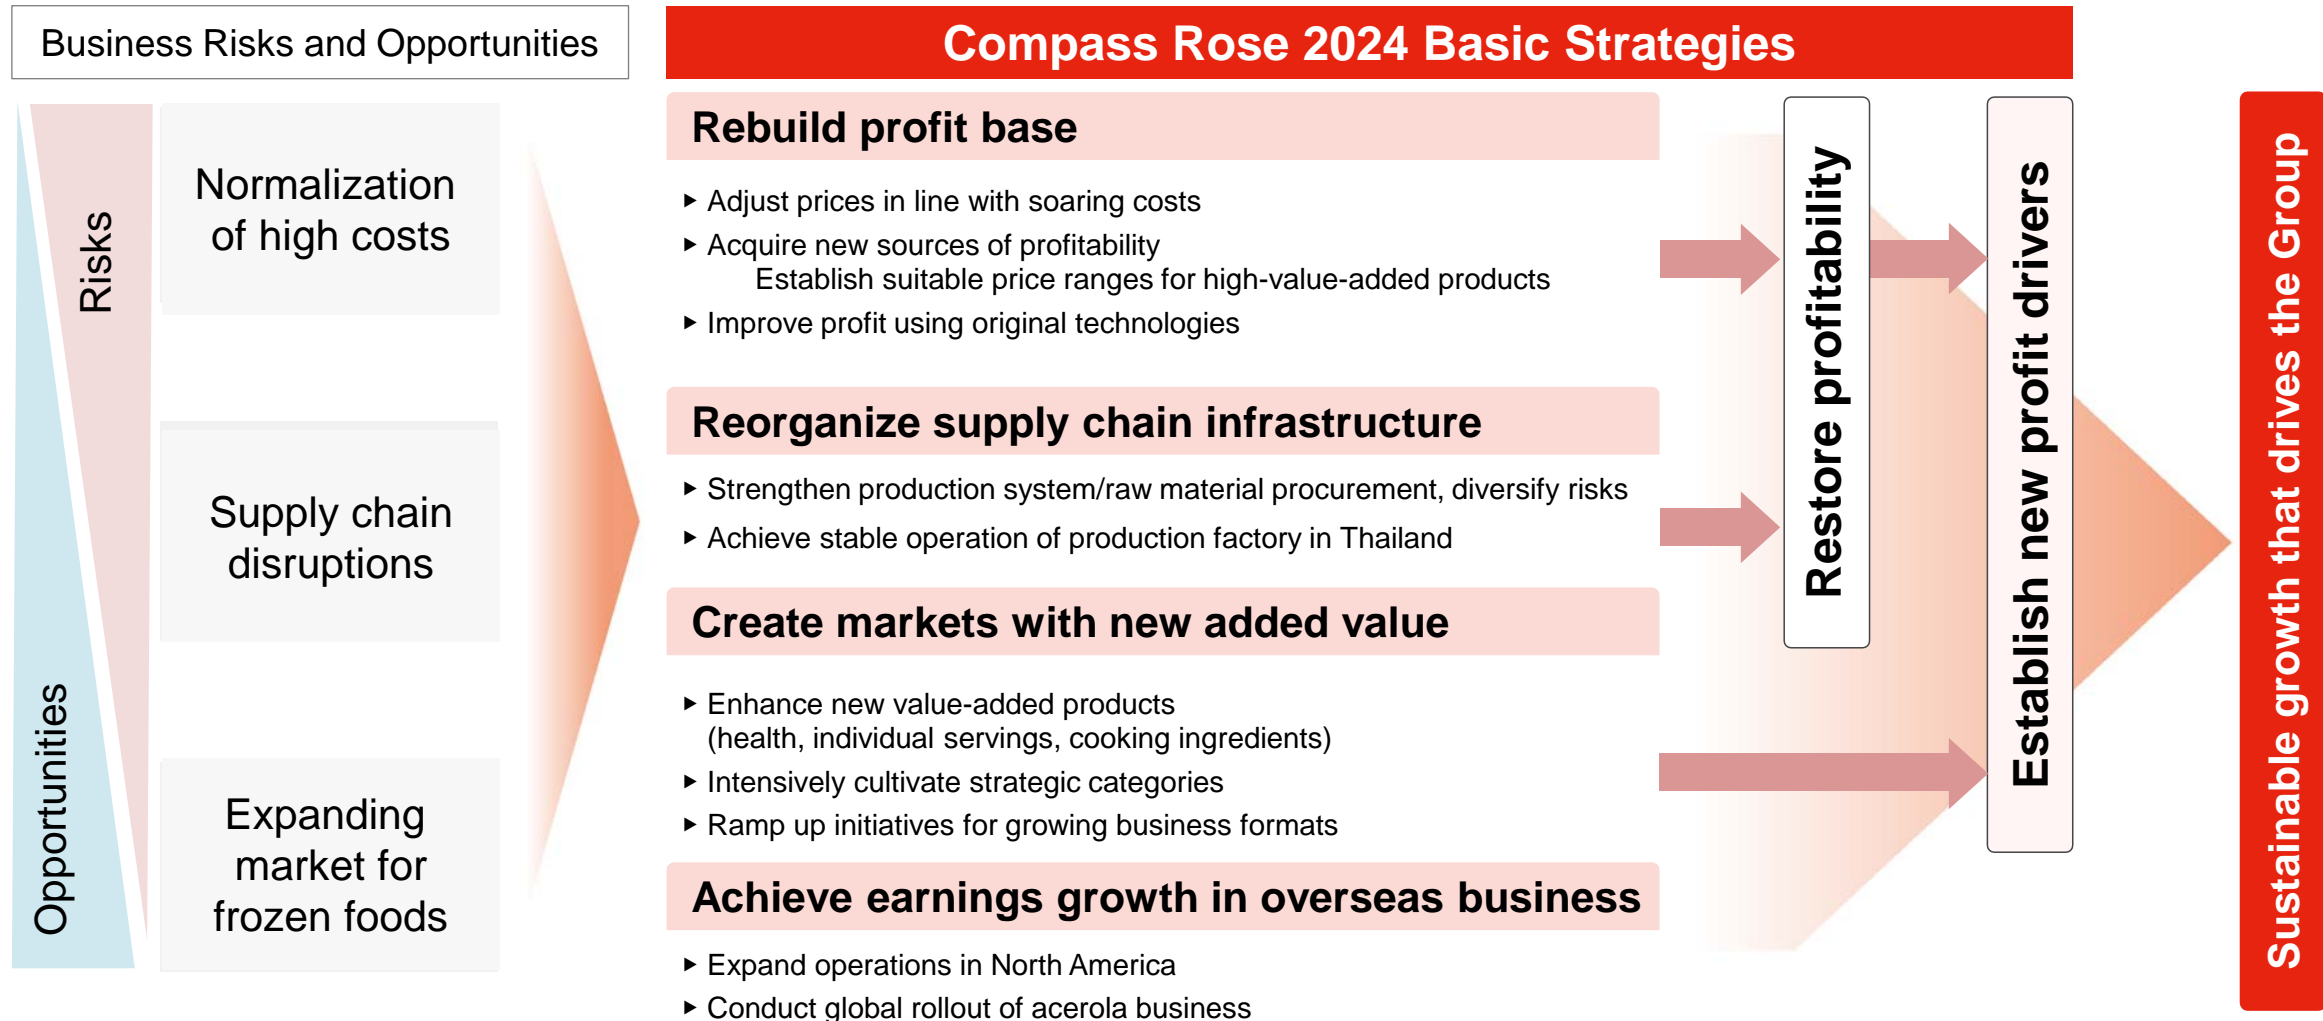 Business Risks and Opportunities
Compass Rose 2024 Basic Strategies
Risks
Opportunities
Normalization
of high costs
Supply chain
disruptions
Expanding
market for
frozen foods
Rebuild profit base
▶ Adjust prices in line with soaring costs
▶ Acquire new sources of profitability
Establish suitable price ranges for high-value-added products
▶ Improve profit using original technologies
Reorganize supply chain infrastructure
▶ Strengthen production system/raw material procurement, diversify risks
▶ Achieve stable operation of production factory in Thailand
Create markets with new added value
▶ Enhance new value-added products
(health, individual servings, cooking ingredients)
▶ Intensively cultivate strategic categories
▶ Ramp up initiatives for growing business formats
Achieve earnings growth in overseas business
▶ Expand operations in North America
▶ Conduct global rollout of acerola business
Restore profitability
Establish new profit drivers
Sustainable growth that drives the Group